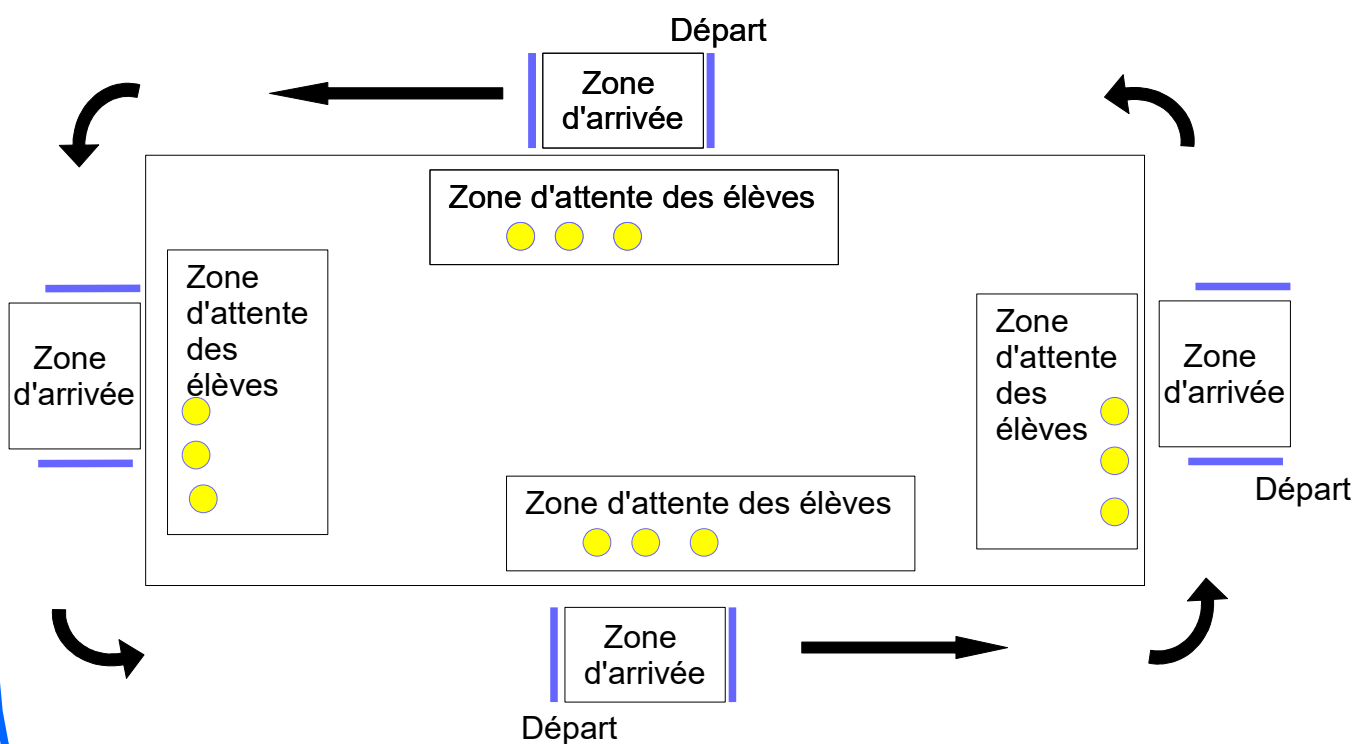 Départ
Zone
d'arrivée
Zone d'attente des élèves
Zone
d'attente
des
élèves
Zone
d'arrivée
Zone
d'attente
des
élèves
Zone
d'arrivée
Départ
Zone d'attente des élèves
Zone
d'arrivée
Départ